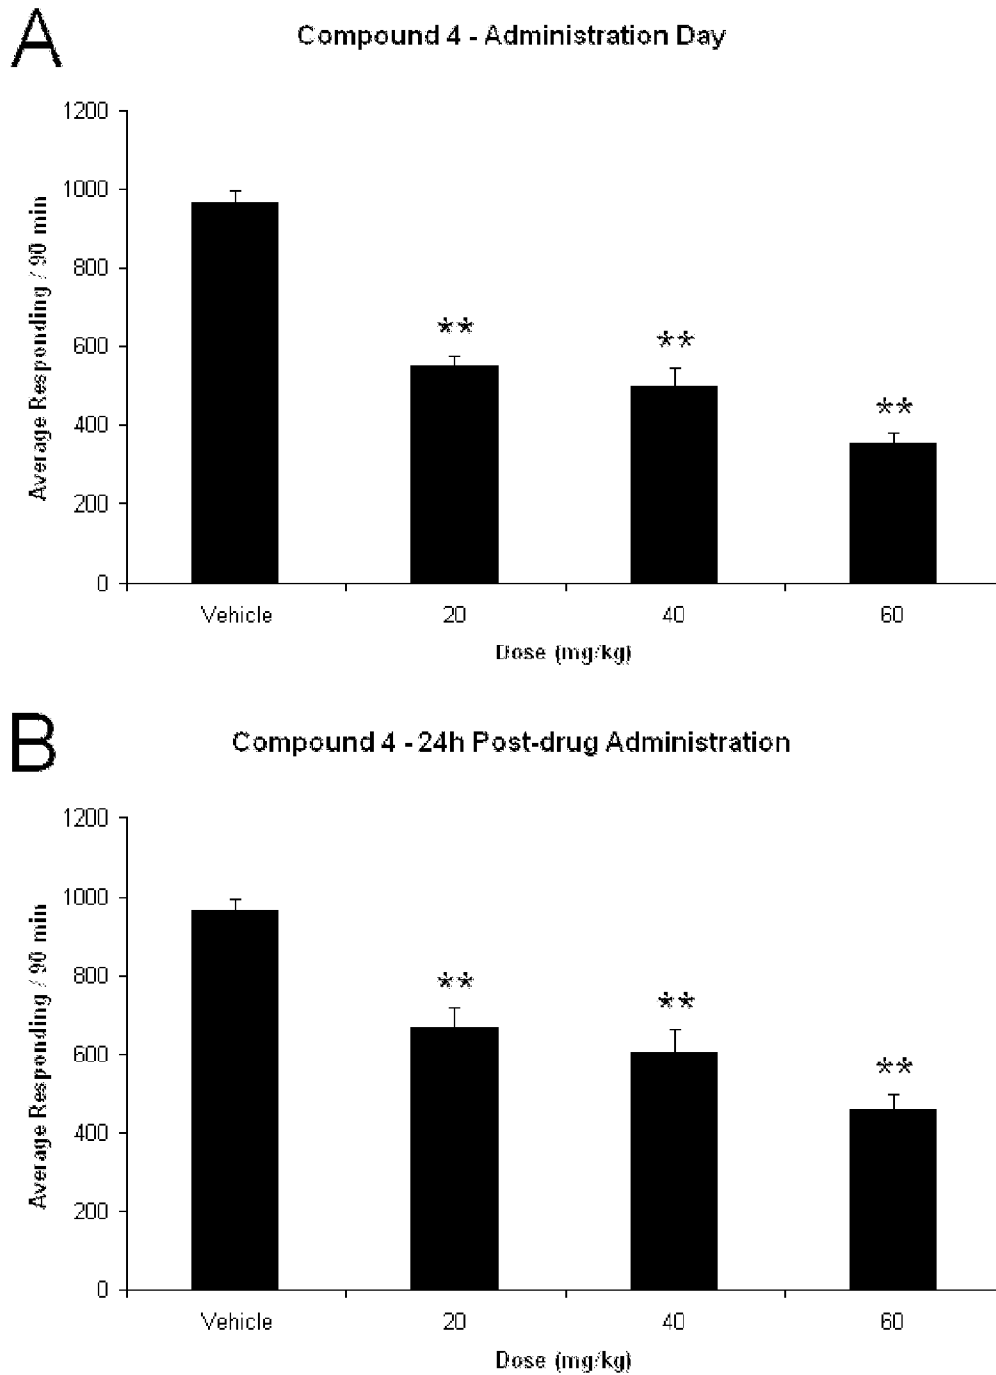 A
Compound 4 - Administration Day
1200
1000
800
600
400
200
0
Average Responding / 90 min
**
**
**
Vehicle 20 40 60
Dose (mg/kg)
B
Compound 4 - 24h Post-drug Administration
1200
1000
800
600
400
200
0
Average Responding / 90 min
**
**
**
Vehicle 20 40 60
Dose (mg/kg)